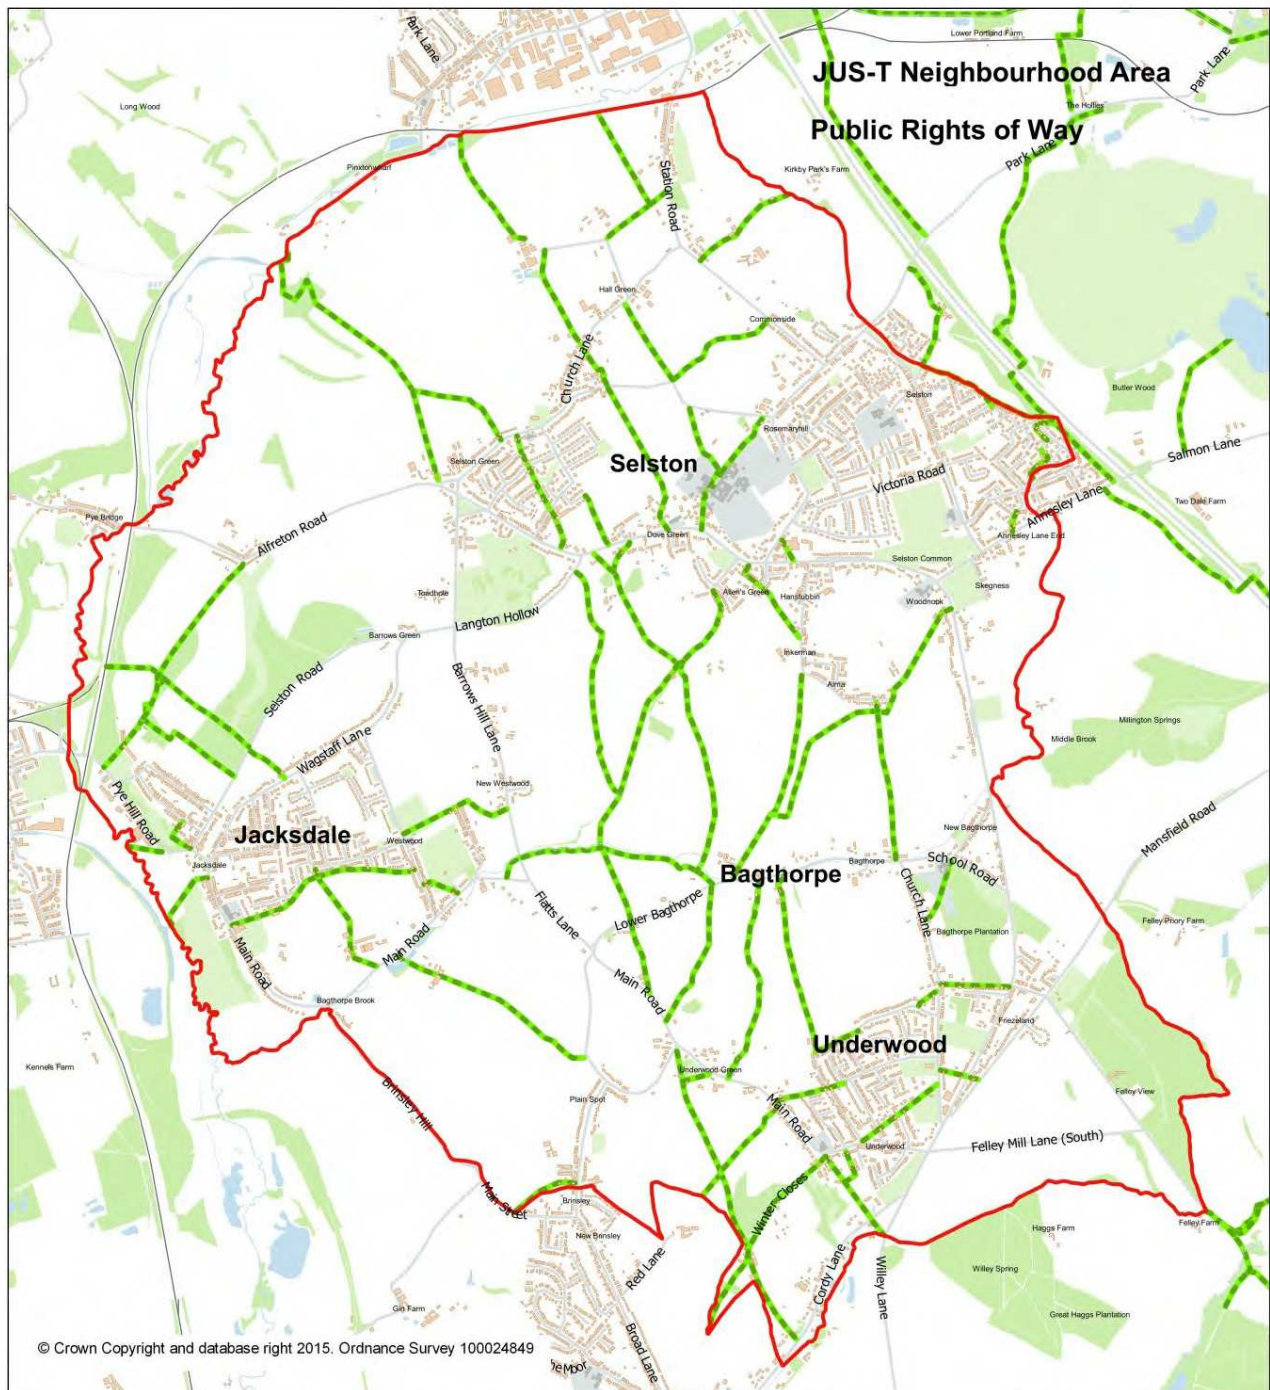 Park Lane
Lower Portland Farm
JUS-T Neighbourhood Area
Park Lane
Long Wood
The Hollies
Public Rights of Way
Park Lane
Pinxtonwharf
Kirkby Park's Farm
Station Road
Hall Green
Commonside
Church Lane
Butler Wood
Selston
Rosemaryhill
Salmon Lane
Selston Green
Selston
Victoria Road
Two Dale Farm
Pye Bridge
Annesley Lane
Alfreton Road
Dove Green
Annesley Lane End
Selston Common
Skegness
Toadhole
Allen's Green
Hanstubbin
Woodnook
Langton Hollow
Barrows Green
Inkerman
Selston Road
Barrows Hill Lane
Alma
Millington Springs
Middle Brook
Wagstaff Lane
New Westwood
Pye Hill Road
Mansfield Road
Jacksdale
Westwood
New Bagthorpe
Jacksdale
Bagthorpe
School Road
Bagthorpe
Church Lane
Flatts Lane
Lower Bagthorpe
Felley Priory Farm
Main Road
Main Road
Bagthorpe Plantation
Main Road
Bagthorpe Brook
Friezeland
Underwood
Kennels Farm
Underwood Green
Brinsley Hill
Plain Spot
Felley View
Main Road
Underwood
Felley Mill Lane (South)
Main Street
Brinsley
Winter Closes
New Brinsley
Haggs Farm
Felley Farm
Red Lane
Cordy Lane
Willey Lane
Willey Spring
Gin Farm
Great Haggs Plantation
Broad Lane
© Crown Copyright and database right 2015. Ordnance Survey 100024849